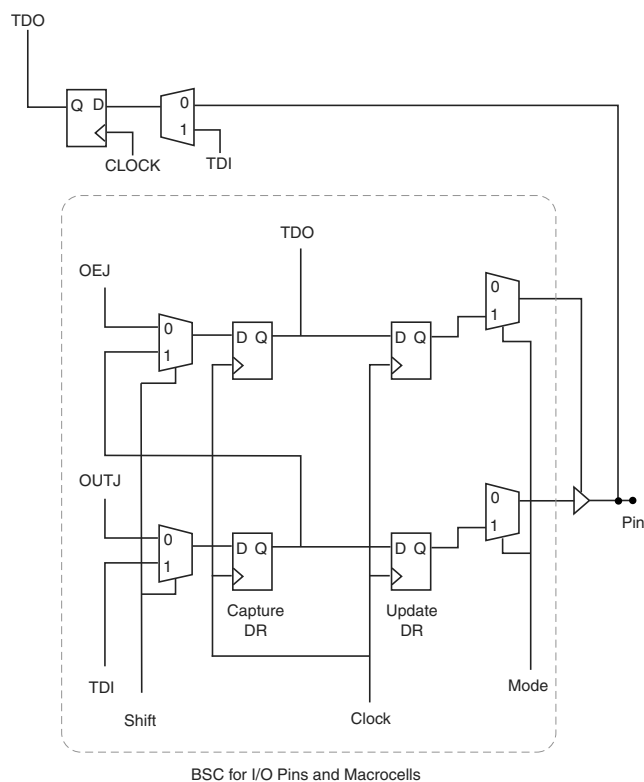 TDO
Q D
0
1
CLOCK
TDI
TDO
OEJ
0
1
D Q
D Q
0
1
OUTJ
0
1
D Q
D Q
0
1
Pin
Capture
DR
Update
DR
TDI
Shift
Clock
Mode
BSC for I/O Pins and Macrocells